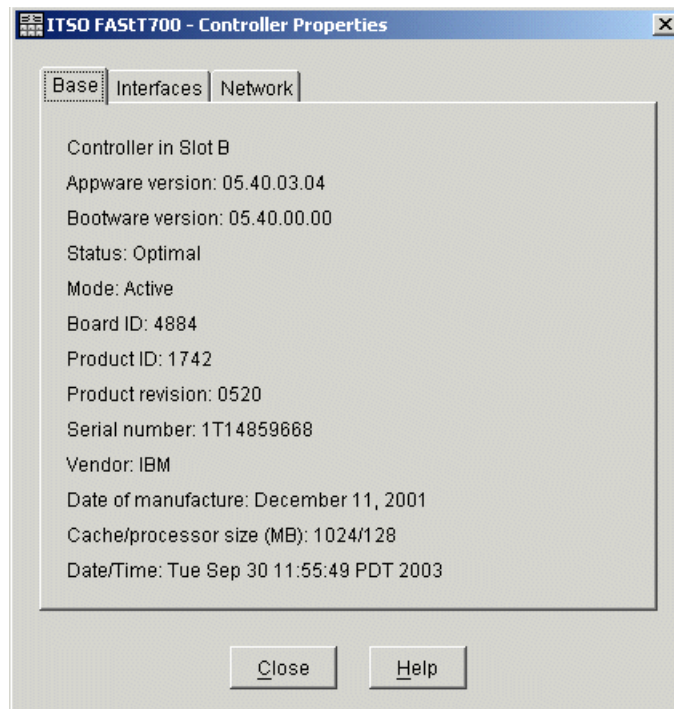 ITSO FAStT700 - Controller Properties
Base Interfaces Network
Controller in Slot B
Appware version: 05.40.03.04
Bootware version: 05.40.00.00
Status: Optimal
Mode: Active
Board ID: 4884
Product ID: 1742
Product revision: 0520
Serial number: 1T14859668
Vendor: IBM
Date of manufacture: December 11, 2001
Cache/processor size (MB): 1024/128
Date/Time: Tue Sep 30 11:55:49 PDT 2003
Close Help